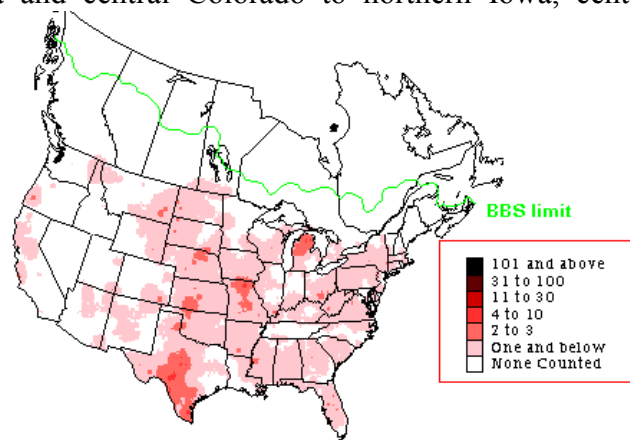 and central Colorado to northern Iowa, cent
BBS limit
101 and above
31 to 100
11 to 30
4 to 10
2 to 3
One and below
None Counted